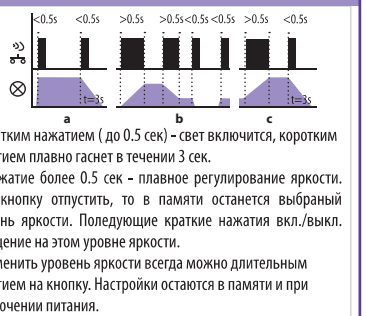 <0.5s <0.5s >0.5s >0.5s <0.5s <0.5s >0.5s <0.5s
t=3s t=3s
a b c
тким нажатием ( до 0.5 сек) - свет включится, коротким
тием плавно гаснет в течении 3 сек.
жатие более 0.5 сек - плавное регулирование яркости.
кнопку отпустить, то в памяти останется выбраный
нь яркости. Поледующие краткие нажатия вкл./выкл.
щение на этом уровне яркости.
менить уровень яркости всегда можно длительным
тием на кнопку. Настройки остаются в памяти и при
ючении питания.